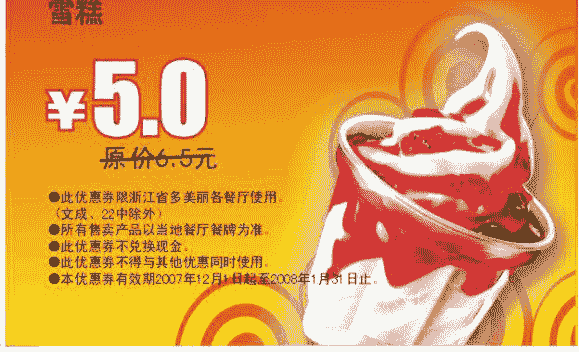 雪糕
¥5.0
原价6.5元
●此优惠券限浙江省多美丽各餐厅使用。
(文成、22中除外)
●所有售卖产品以当地餐厅餐牌为准。
●此优惠券不兑换现金。
●此优惠券不得与其他优惠同时使用。
●本优惠券有效期2007年12月1日起至2008年1月31日止。